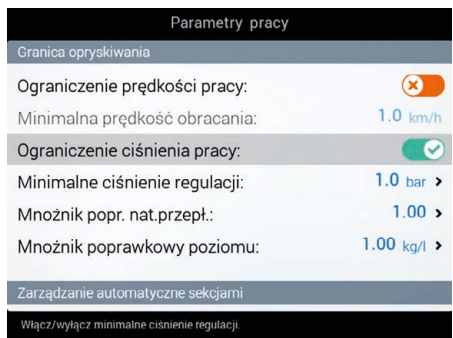 Parametry pracy
Granica opryskiwania
Ograniczenie prędkości pracy:
Minimalna prędkość obracania: 1.0 km/h
Ograniczenie ciśnienia pracy:
Minimalne ciśnienie regulacji: 1.0 bar >
Mnożnik popr. nat.przepł.: 1.00 >
Mnożnik poprawkowy poziomu: 1.00 kg/l >
Zarządzanie automatyczne sekcjami
Włącz/wyłącz minimalne ciśnienie regulacji.